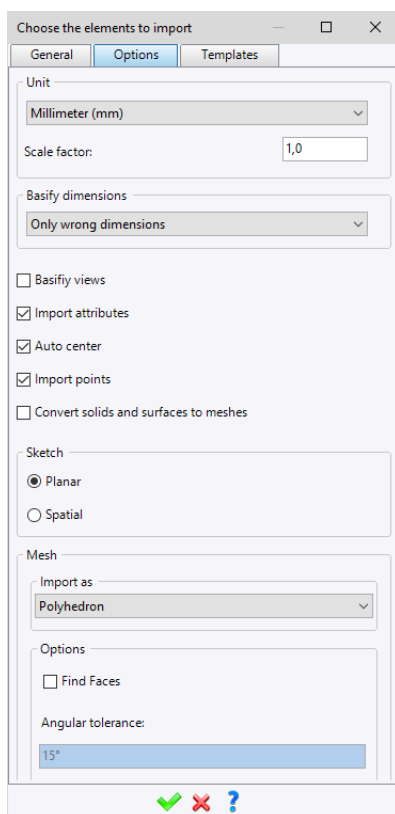 Choose the elements to import
General Options Templates
Unit
Millimeter (mm)
Scale factor: 1,0
Basify dimensions
Only wrong dimensions
Basifiy views
Import attributes
Auto center
Import points
Convert solids and surfaces to meshes
Sketch
Planar
Spatial
Mesh
Import as
Polyhedron
Options
Find Faces
Angular tolerance:
15°
?